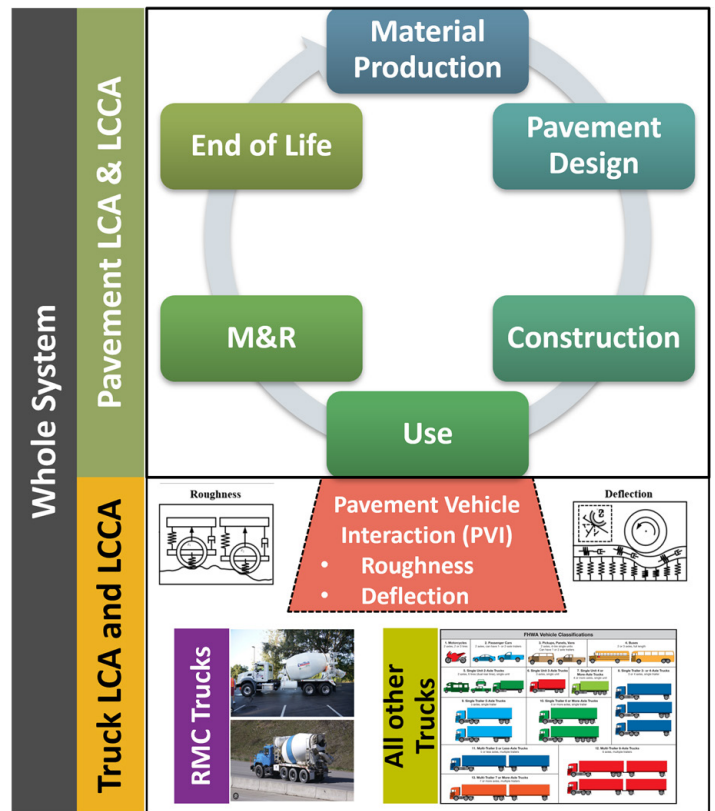 Whole System
Pavement LCA & LCCA
Material
Production
End of Life
Pavement
Design
M&R
Construction
Use
Truck LCA and LCCA
Roughness
Pavement Vehicle
Interaction (PVI)
• Roughness
• Deflection
Deflection
RMC Trucks
All other
Trucks
FHWA Vehicle Classifications
1. Motorcycles
2. Passenger Cars
3. Pickups, Panels, Vans
4. Buses
5. Single Unit 2-Axle Trucks
6. Single Unit 3-Axle Trucks
7. Single Unit 4 or
More-Axle Trucks
8. Single Trailer 3- or 4-Axle Trucks
9. Single Trailer 5-Axle Trucks
10. Single Trailer 6 or More-Axle Trucks
11. Multi-Trailer 5 or Less-Axle Trucks
12. Multi-Trailer 6-Axle Trucks
13. Multi-Trailer 7 or More-Axle Trucks